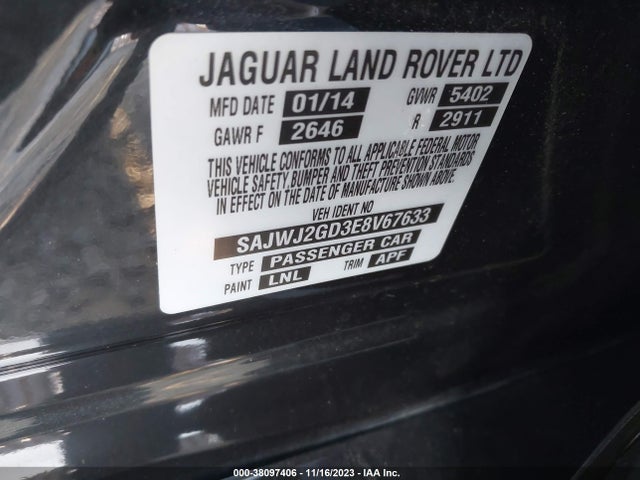 JAGUAR LAND ROVER LTD
MFD DATE 01/14 GVWR 5402
GAWR F 2646 R 2911
THIS VEHICLE CONFORMS TO ALL APPLICABLE FEDERAL MOTOR
VEHICLE SAFETY, BUMPER AND THEFT PREVENTION STANDARDS
IN EFFECT ON THE DATE OF MANUFACTURE SHOWN ABOVE.
VEH IDENT NO
SAJWJ2GD3E8V67633
TYPE PASSENGER CAR
PAINT LNL TRIM APF
000-38097406 - 11/16/2023 - IAA Inc.